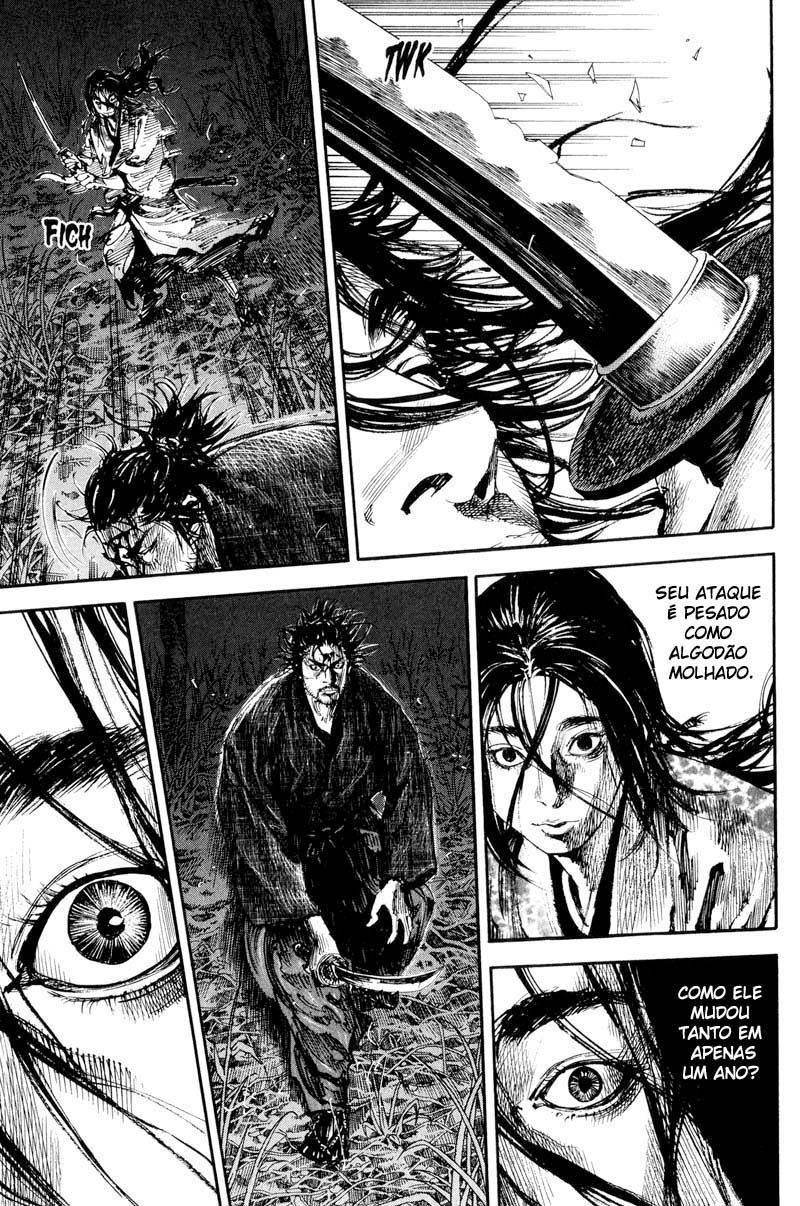 TWK
FICH
SEU ATAQUE
É PESADO
COMO
ALGODÃO
MOLHADO.
COMO ELE
MUDOU
TANTO EM
APENAS
UM ANO?